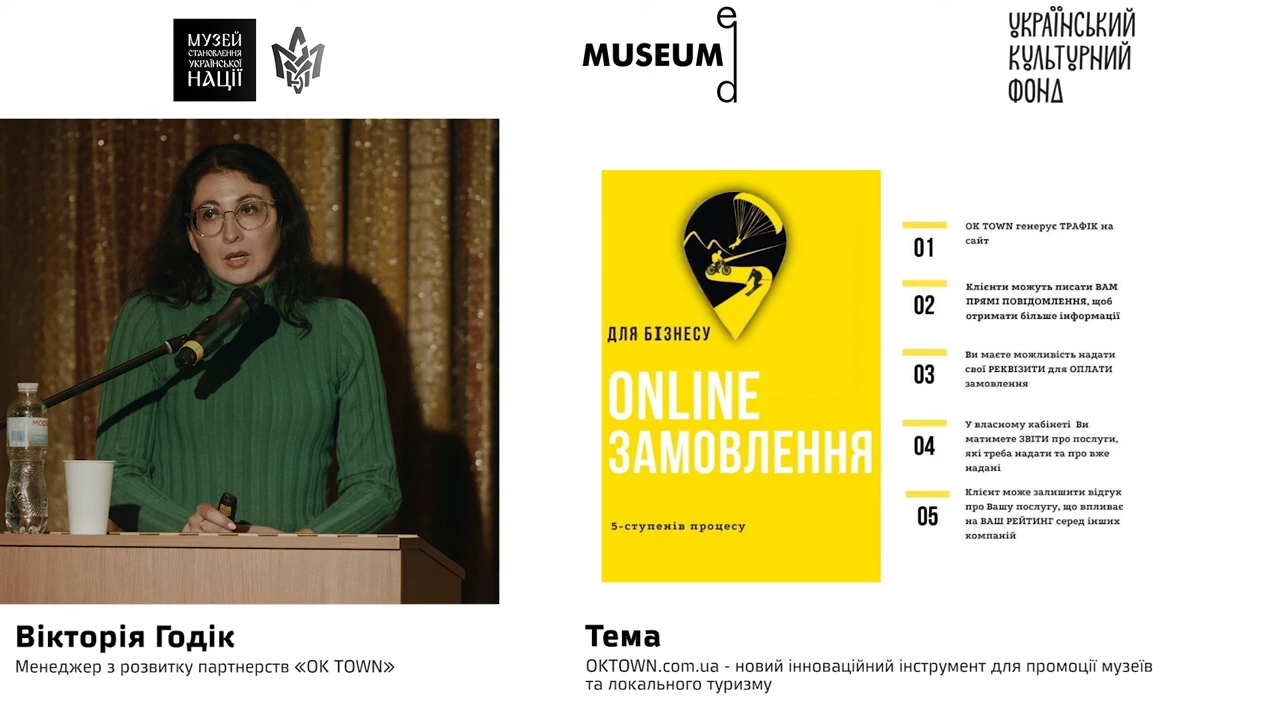 МУЗЕЙ
СТАНОВЛЕННЯ
УКРАЇНСЬКОЇ
НАЦІЇ
MUSEUM
ed
УКРАЇНСЬКИЙ
КУЛЬТУРНИЙ
ФОНД
ДЛЯ БІЗНЕСУ
ONLINE
ЗАМОВЛЕННЯ
5-ступенів процесу
01
OK TOWN генерує ТРАФІК на
сайт
02
Клієнти можуть писати ВАМ
ПРЯМІ ПОВІДОМЛЕННЯ, щоб
отримати більше інформації
03
Ви маєте можливість надати
свої РЕКВІЗИТИ для ОПЛАТИ
замовлення
04
У власному кабінеті Ви
матимете ЗВІТИ про послуги,
які треба надати та про вже
надані
05
Клієнт може залишити відгук
про Вашу послугу, що впливає
на ВАШ РЕЙТИНГ серед інших
компаній
Вікторія Годік
Менеджер з розвитку партнерств «OK TOWN»
Тема
OKTOWN.com.ua - новий інноваційний інструмент для промоції музеїв
та локального туризму